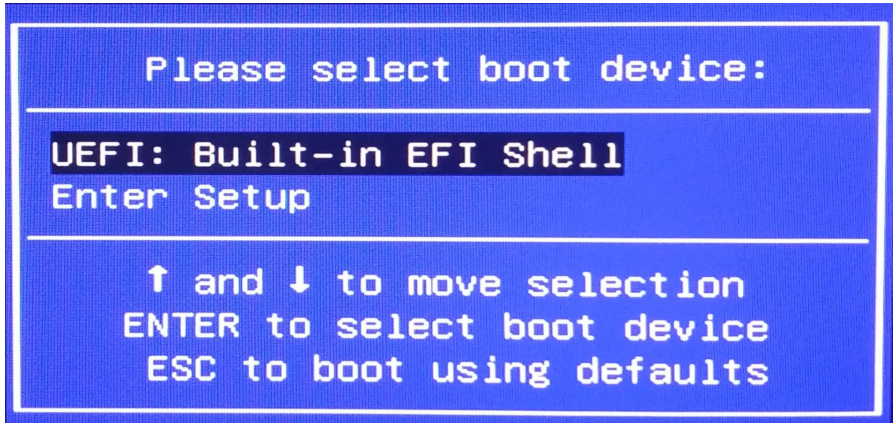 Please select boot device:
UEFI: Built-in EFI Shell
Enter Setup
↑ and ↓ to move selection
ENTER to select boot device
ESC to boot using defaults